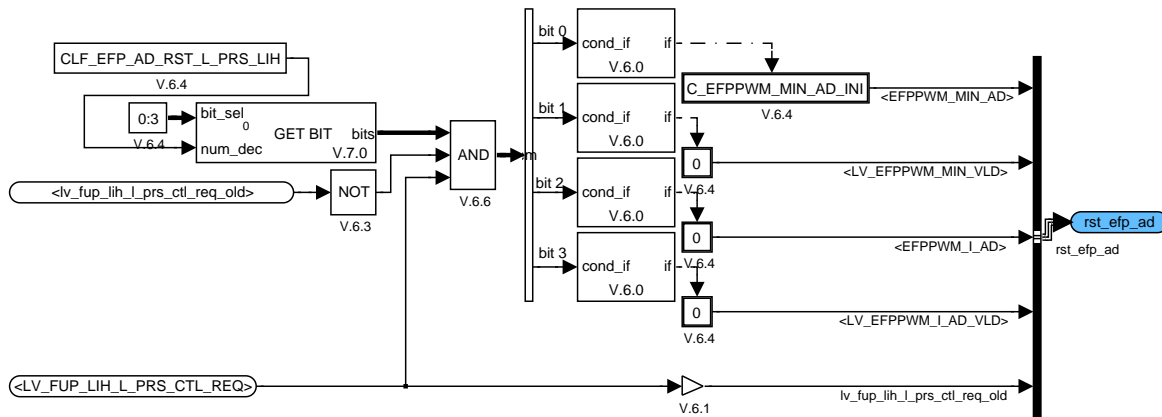 CLF_EFP_AD_RST_L_PRS_LIH
V.6.4
0:3
V.6.4
bit_sel
0
GET BIT
bits
num_dec
V.7.0
<lv_fup_lih_l_prs_ctl_req_old>
NOT
V.6.3
AND
V.6.6
m
bit 0
cond_if
if
V.6.0
C_EFPPWM_MIN_AD_INI
V.6.4
<EFPPWM_MIN_AD>
bit 1
cond_if
if
V.6.0
0
V.6.4
<LV_EFPPWM_MIN_VLD>
bit 2
cond_if
if
V.6.0
0
V.6.4
<EFPPWM_I_AD>
bit 3
cond_if
if
V.6.0
0
V.6.4
<LV_EFPPWM_I_AD_VLD>
rst_efp_ad
rst_efp_ad
<LV_FUP_LIH_L_PRS_CTL_REQ>
V.6.1
lv_fup_lih_l_prs_ctl_req_old